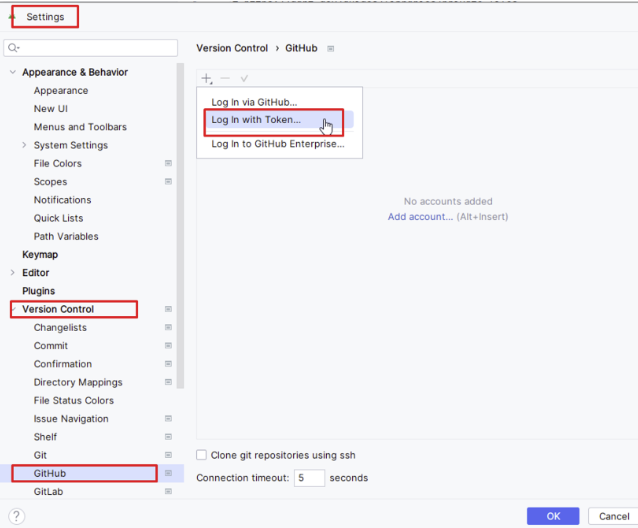 Settings
Version Control › GitHub
Appearance & Behavior
Appearance
New UI
Menus and Toolbars
System Settings
File Colors
Scopes
Notifications
Quick Lists
Path Variables
Keymap
Editor
Plugins
Version Control
Changelists
Commit
Confirmation
Directory Mappings
File Status Colors
Issue Navigation
Shelf
Git
GitHub
GitLab
Log In via GitHub...
Log In with Token...
Log In to GitHub Enterprise...
No accounts added
Add account... (Alt+Insert)
Clone git repositories using ssh
Connection timeout: 5 seconds
?
OK
Cancel